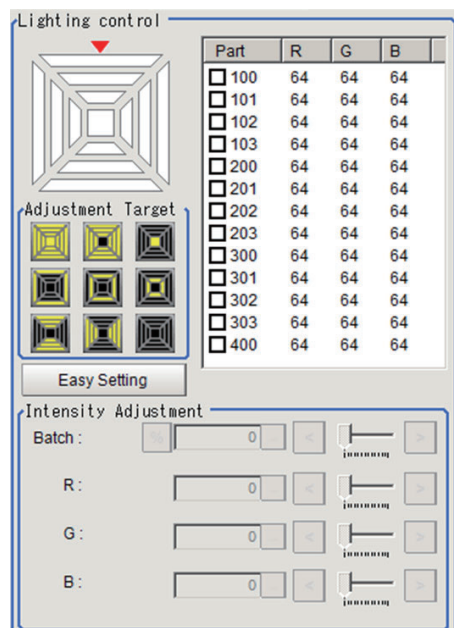 Lighting control
Part R G B
100 64 64 64
101 64 64 64
102 64 64 64
103 64 64 64
200 64 64 64
201 64 64 64
202 64 64 64
203 64 64 64
300 64 64 64
301 64 64 64
302 64 64 64
303 64 64 64
400 64 64 64
Adjustment Target
Easy Setting
Intensity Adjustment
Batch : % 0 ... < >
R : 0 ... < >
G : 0 ... < >
B : 0 ... < >